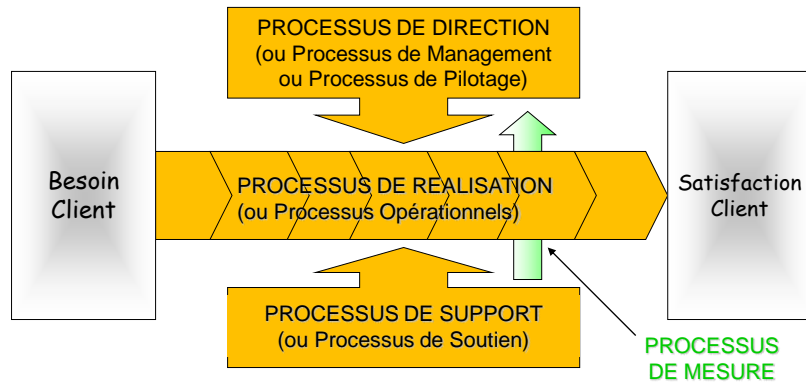 PROCESSUS DE DIRECTION
(ou Processus de Management
ou Processus de Pilotage)
Besoin
Client
PROCESSUS DE REALISATION
(ou Processus Opérationnels)
Satisfaction
Client
PROCESSUS DE SUPPORT
(ou Processus de Soutien)
PROCESSUS
DE MESURE